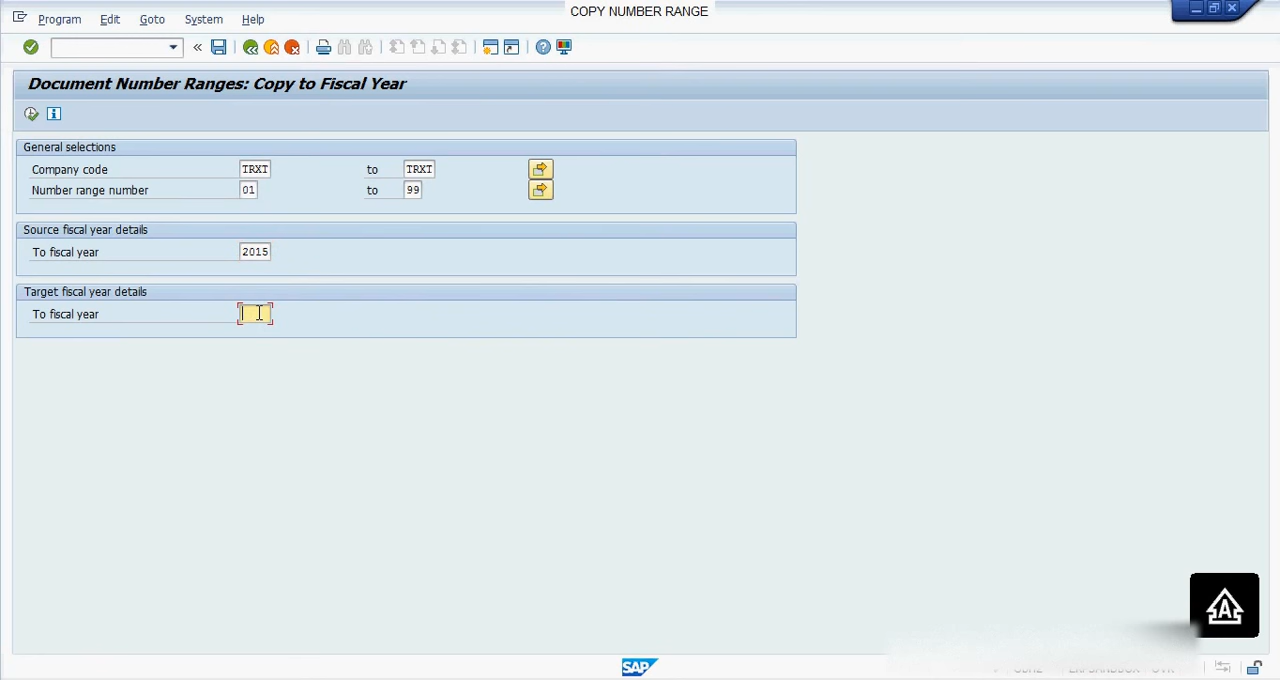 COPY NUMBER RANGE
Program Edit Goto System Help
Document Number Ranges: Copy to Fiscal Year
General selections
Company code TRXT to TRXT
Number range number 01 to 99
Source fiscal year details
To fiscal year 2015
Target fiscal year details
To fiscal year
A
SAP